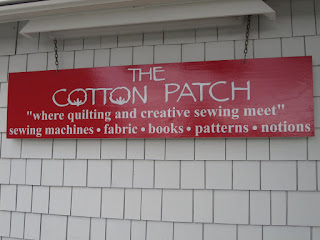 THE
COTTON PATCH
"where quilting and creative sewing meet"
sewing machines • fabric • books • patterns • notions